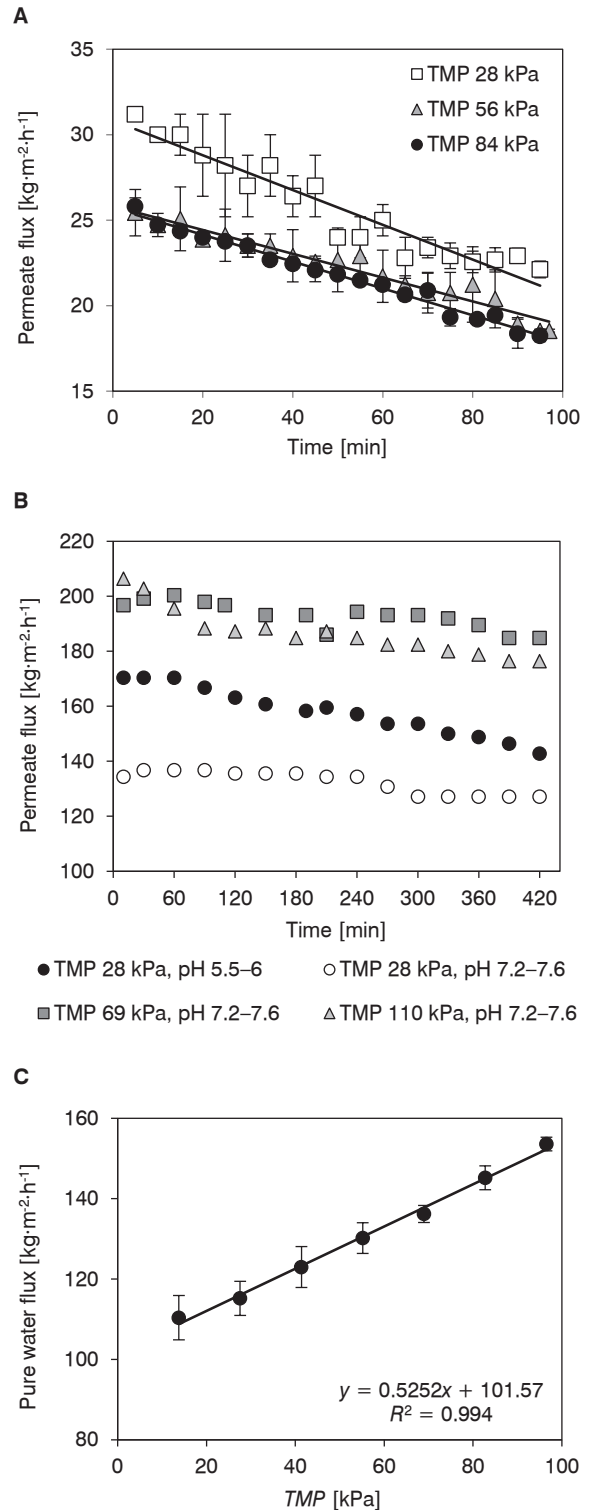 A
Permeate flux [kg·m-2·h-1]
35
30
25
20
15
TMP 28 kPa
TMP 56 kPa
TMP 84 kPa
0 20 40 60 80 100
Time [min]
B
Permeate flux [kg·m-2·h-1]
220
200
180
160
140
120
100
0 60 120 180 240 300 360 420
Time [min]
TMP 28 kPa, pH 5.5–6 TMP 28 kPa, pH 7.2–7.6
TMP 69 kPa, pH 7.2–7.6 TMP 110 kPa, pH 7.2–7.6
C
Pure water flux [kg·m-2·h-1]
160
140
120
100
80
y = 0.5252x + 101.57
R² = 0.994
0 20 40 60 80 100
TMP [kPa]